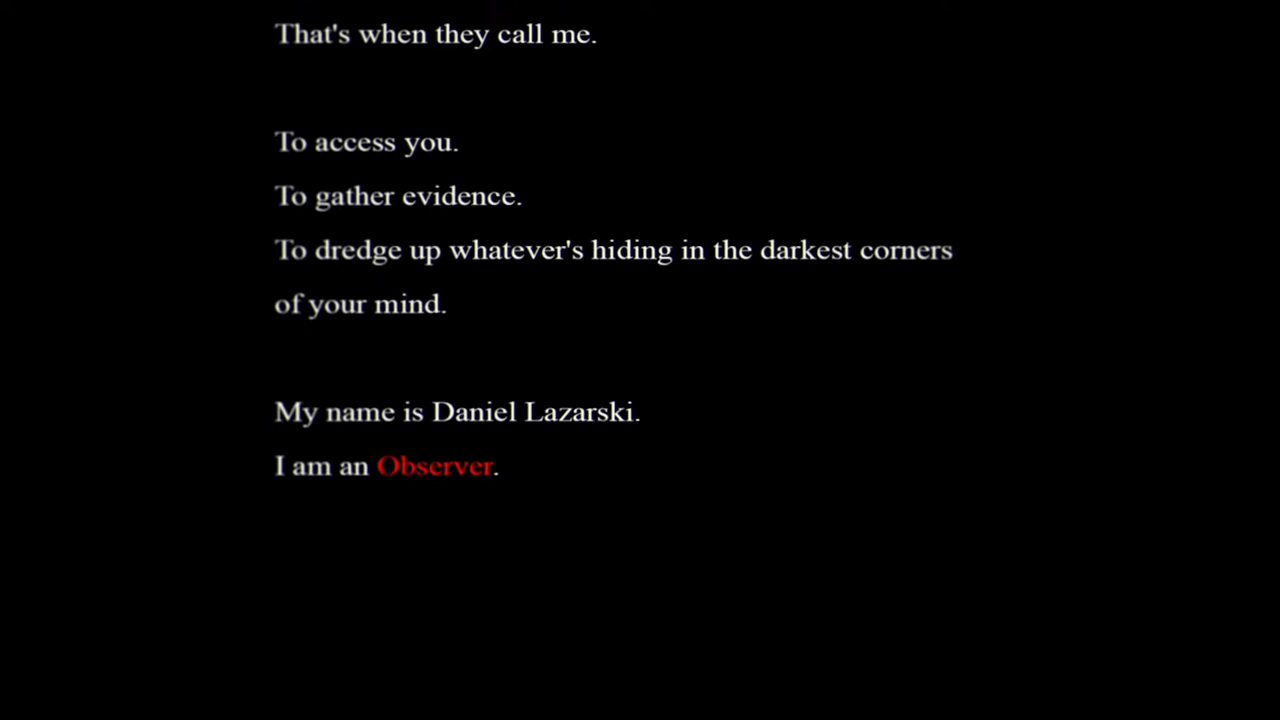 That's when they call me.
To access you.
To gather evidence.
To dredge up whatever's hiding in the darkest corners
of your mind.
My name is Daniel Lazarski.
I am an Observer.